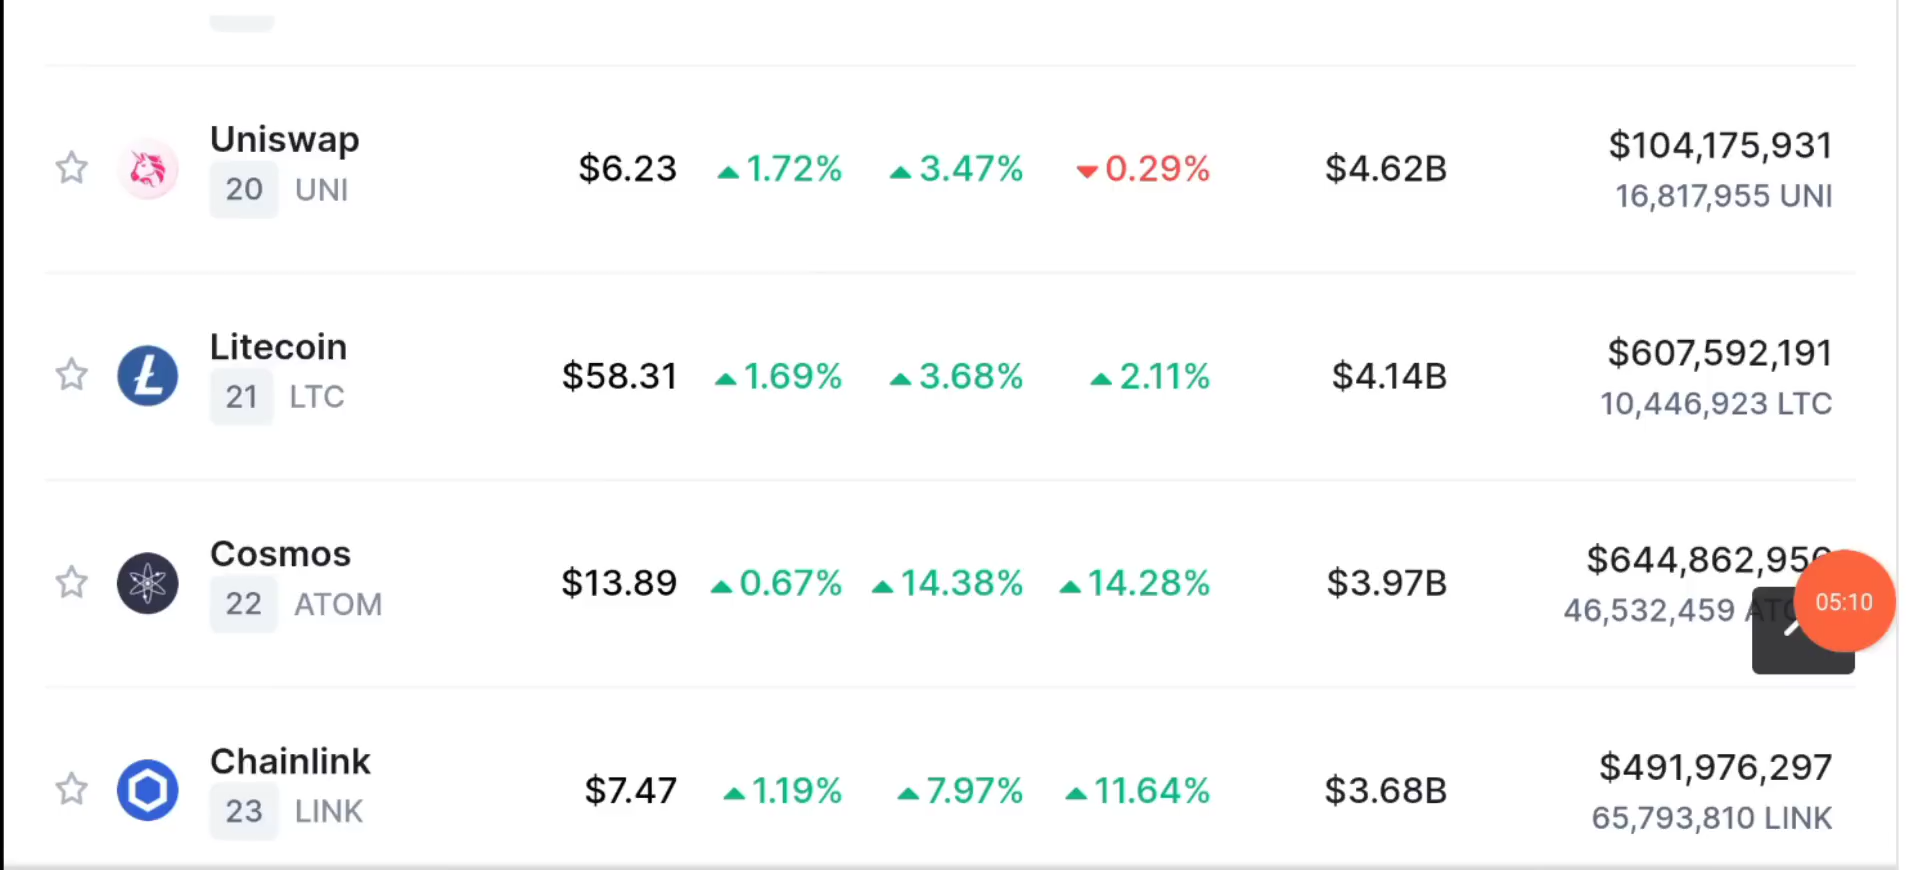 Uniswap
20 UNI
$6.23 ▲1.72% ▲3.47% ▼0.29% $4.62B
$104,175,931
16,817,955 UNI
Litecoin
21 LTC
$58.31 ▲1.69% ▲3.68% ▲2.11% $4.14B
$607,592,191
10,446,923 LTC
Cosmos
22 ATOM
$13.89 ▲0.67% ▲14.38% ▲14.28% $3.97B
46,532,459
05:10
Chainlink
23 LINK
$7.47 ▲1.19% ▲7.97% ▲11.64% $3.68B
$491,976,297
65,793,810 LINK